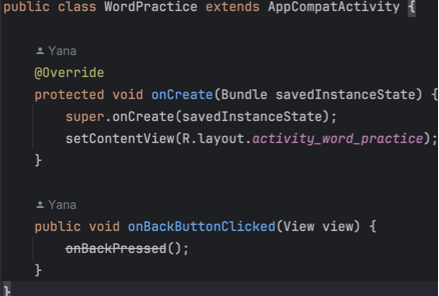 public class WordPractice extends AppCompatActivity {
Yana
@Override
protected void onCreate(Bundle savedInstanceState) {
super.onCreate(savedInstanceState);
setContentView(R.layout.activity_word_practice);
}
Yana
public void onBackButtonClicked(View view) {
onBackPressed();
}
}